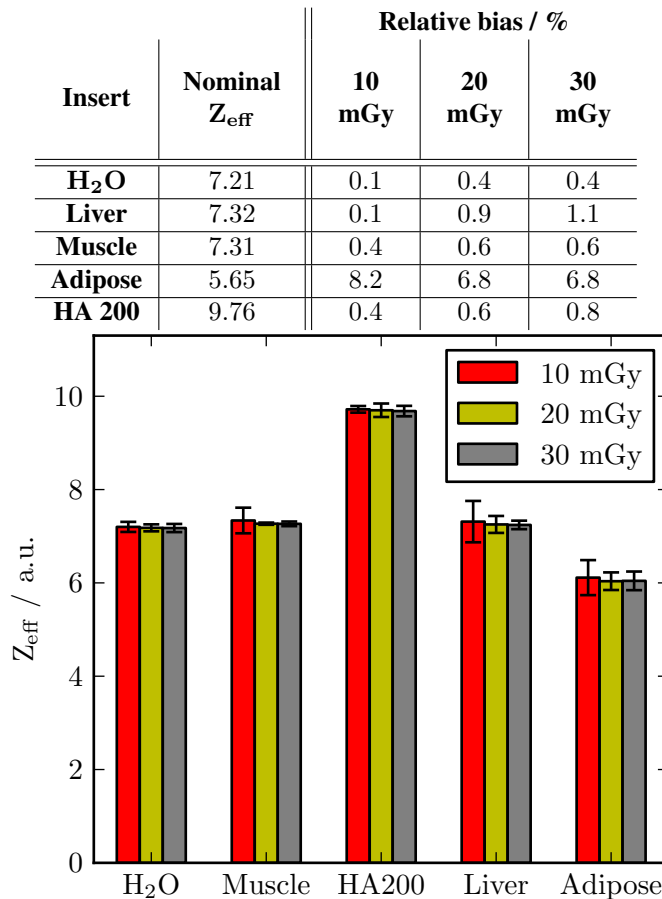 Relative bias / %
Insert Nominal Z_eff 10 mGy 20 mGy 30 mGy
H₂O 7.21 0.1 0.4 0.4
Liver 7.32 0.1 0.9 1.1
Muscle 7.31 0.4 0.6 0.6
Adipose 5.65 8.2 6.8 6.8
HA 200 9.76 0.4 0.6 0.8
10 mGy
20 mGy
30 mGy
10
8
6
4
2
0
Z_eff / a.u.
H₂O Muscle HA200 Liver Adipose